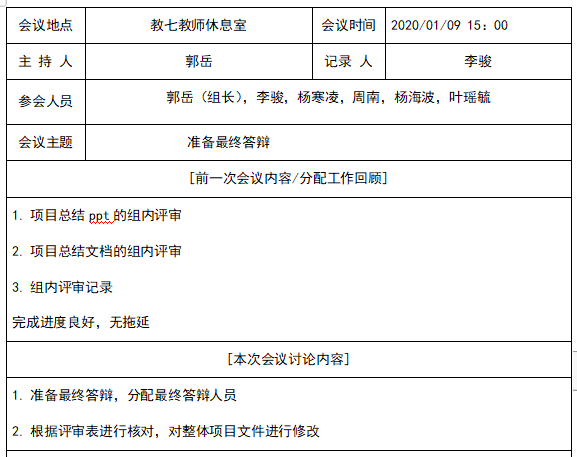 会议地点 教七教师休息室 会议时间 2020/01/09 15：00
主 持 人 郭岳 记录 人 李骏
参会人员 郭岳（组长），李骏，杨寒凌，周南，杨海波，叶瑶毓
会议主题 准备最终答辩
[前一次会议内容/分配工作回顾]
1. 项目总结ppt的组内评审
2. 项目总结文档的组内评审
3. 组内评审记录
完成进度良好，无拖延
[本次会议讨论内容]
1. 准备最终答辩，分配最终答辩人员
2. 根据评审表进行核对，对整体项目文件进行修改